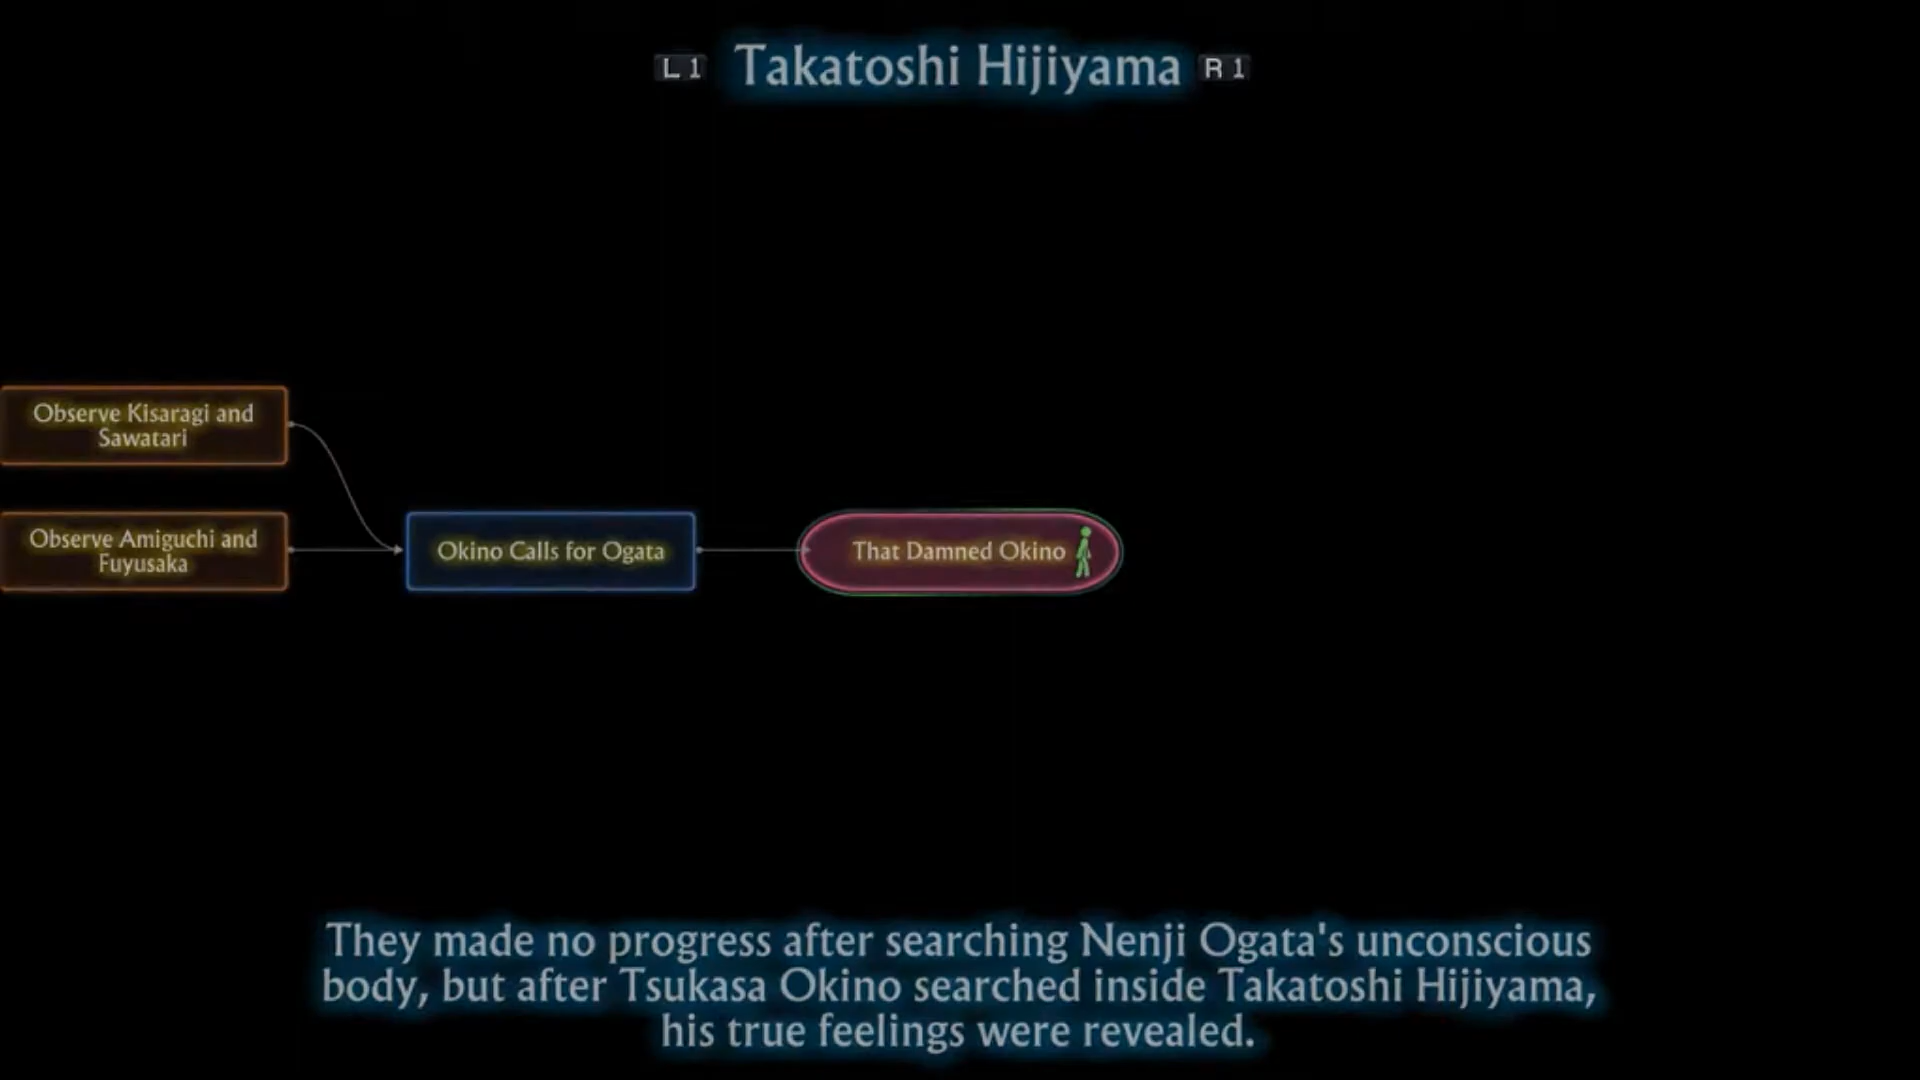 L1 Takatoshi Hijiyama R1
Observe Kisaragi and
Sawatari
Observe Amiguchi and
Fuyusaka
Okino Calls for Ogata
That Damned Okino
They made no progress after searching Nenji Ogata's unconscious
body, but after Tsukasa Okino searched inside Takatoshi Hijiyama,
his true feelings were revealed.